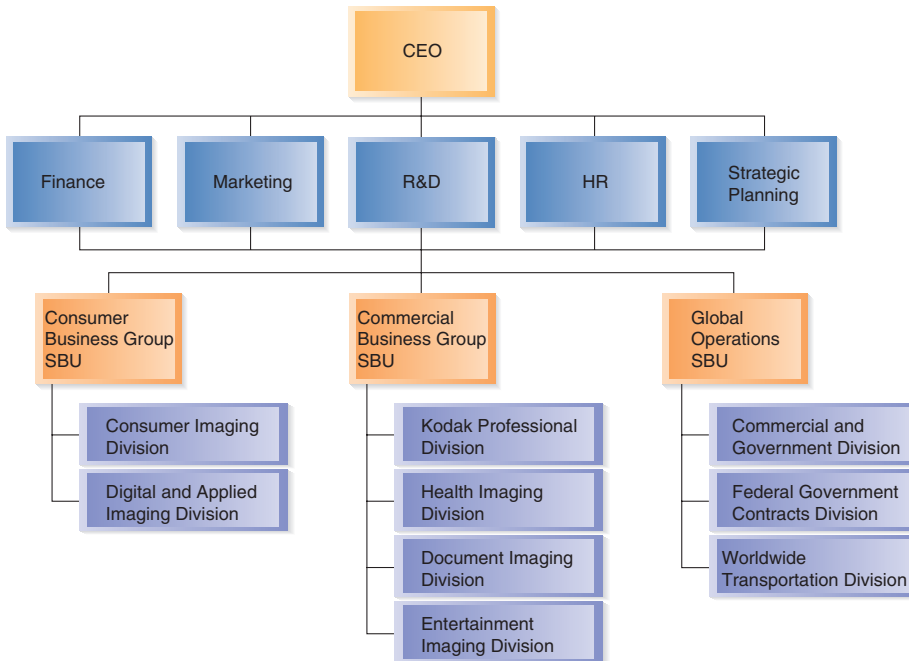 CEO
Finance
Marketing
R&D
HR
Strategic
Planning
Consumer
Business Group
SBU
Consumer Imaging
Division
Digital and Applied
Imaging Division
Commercial
Business Group
SBU
Kodak Professional
Division
Health Imaging
Division
Document Imaging
Division
Entertainment
Imaging Division
Global
Operations
SBU
Commercial and
Government Division
Federal Government
Contracts Division
Worldwide
Transportation Division